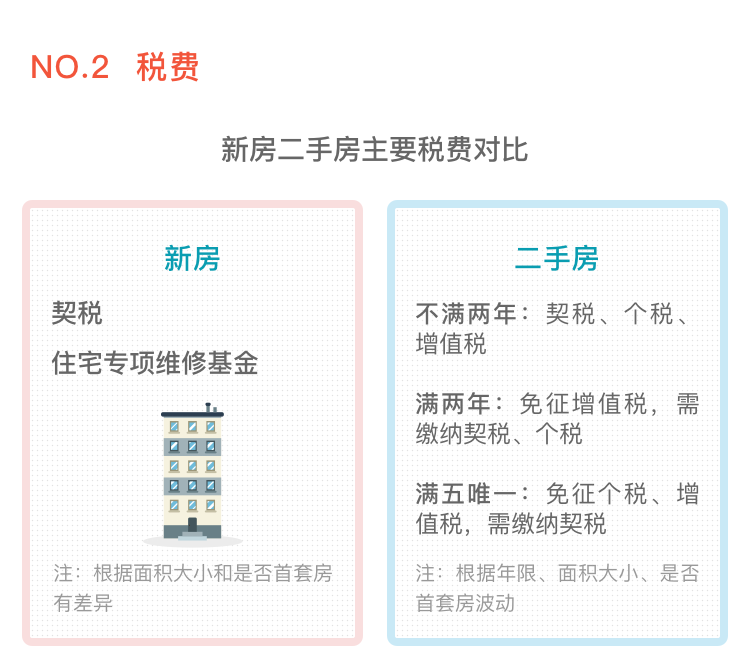 NO.2 税费
新房二手房主要税费对比
新房
契税
住宅专项维修基金
注：根据面积大小和是否首套房
有差异
二手房
不满两年：契税、个税、
增值税
满两年：免征增值税，需
缴纳契税、个税
满五唯一：免征个税、增
值税，需缴纳契税
注：根据年限、面积大小、是否
首套房波动